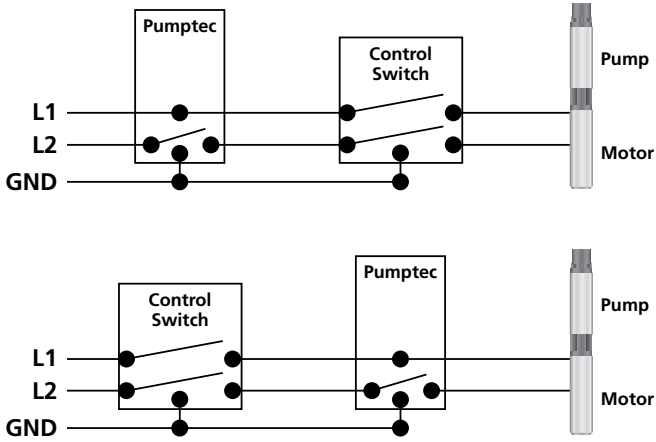 Pumptec
Control
Switch
Pump
L1
L2
Motor
GND
Pumptec
Control
Switch
Pump
L1
L2
Motor
GND